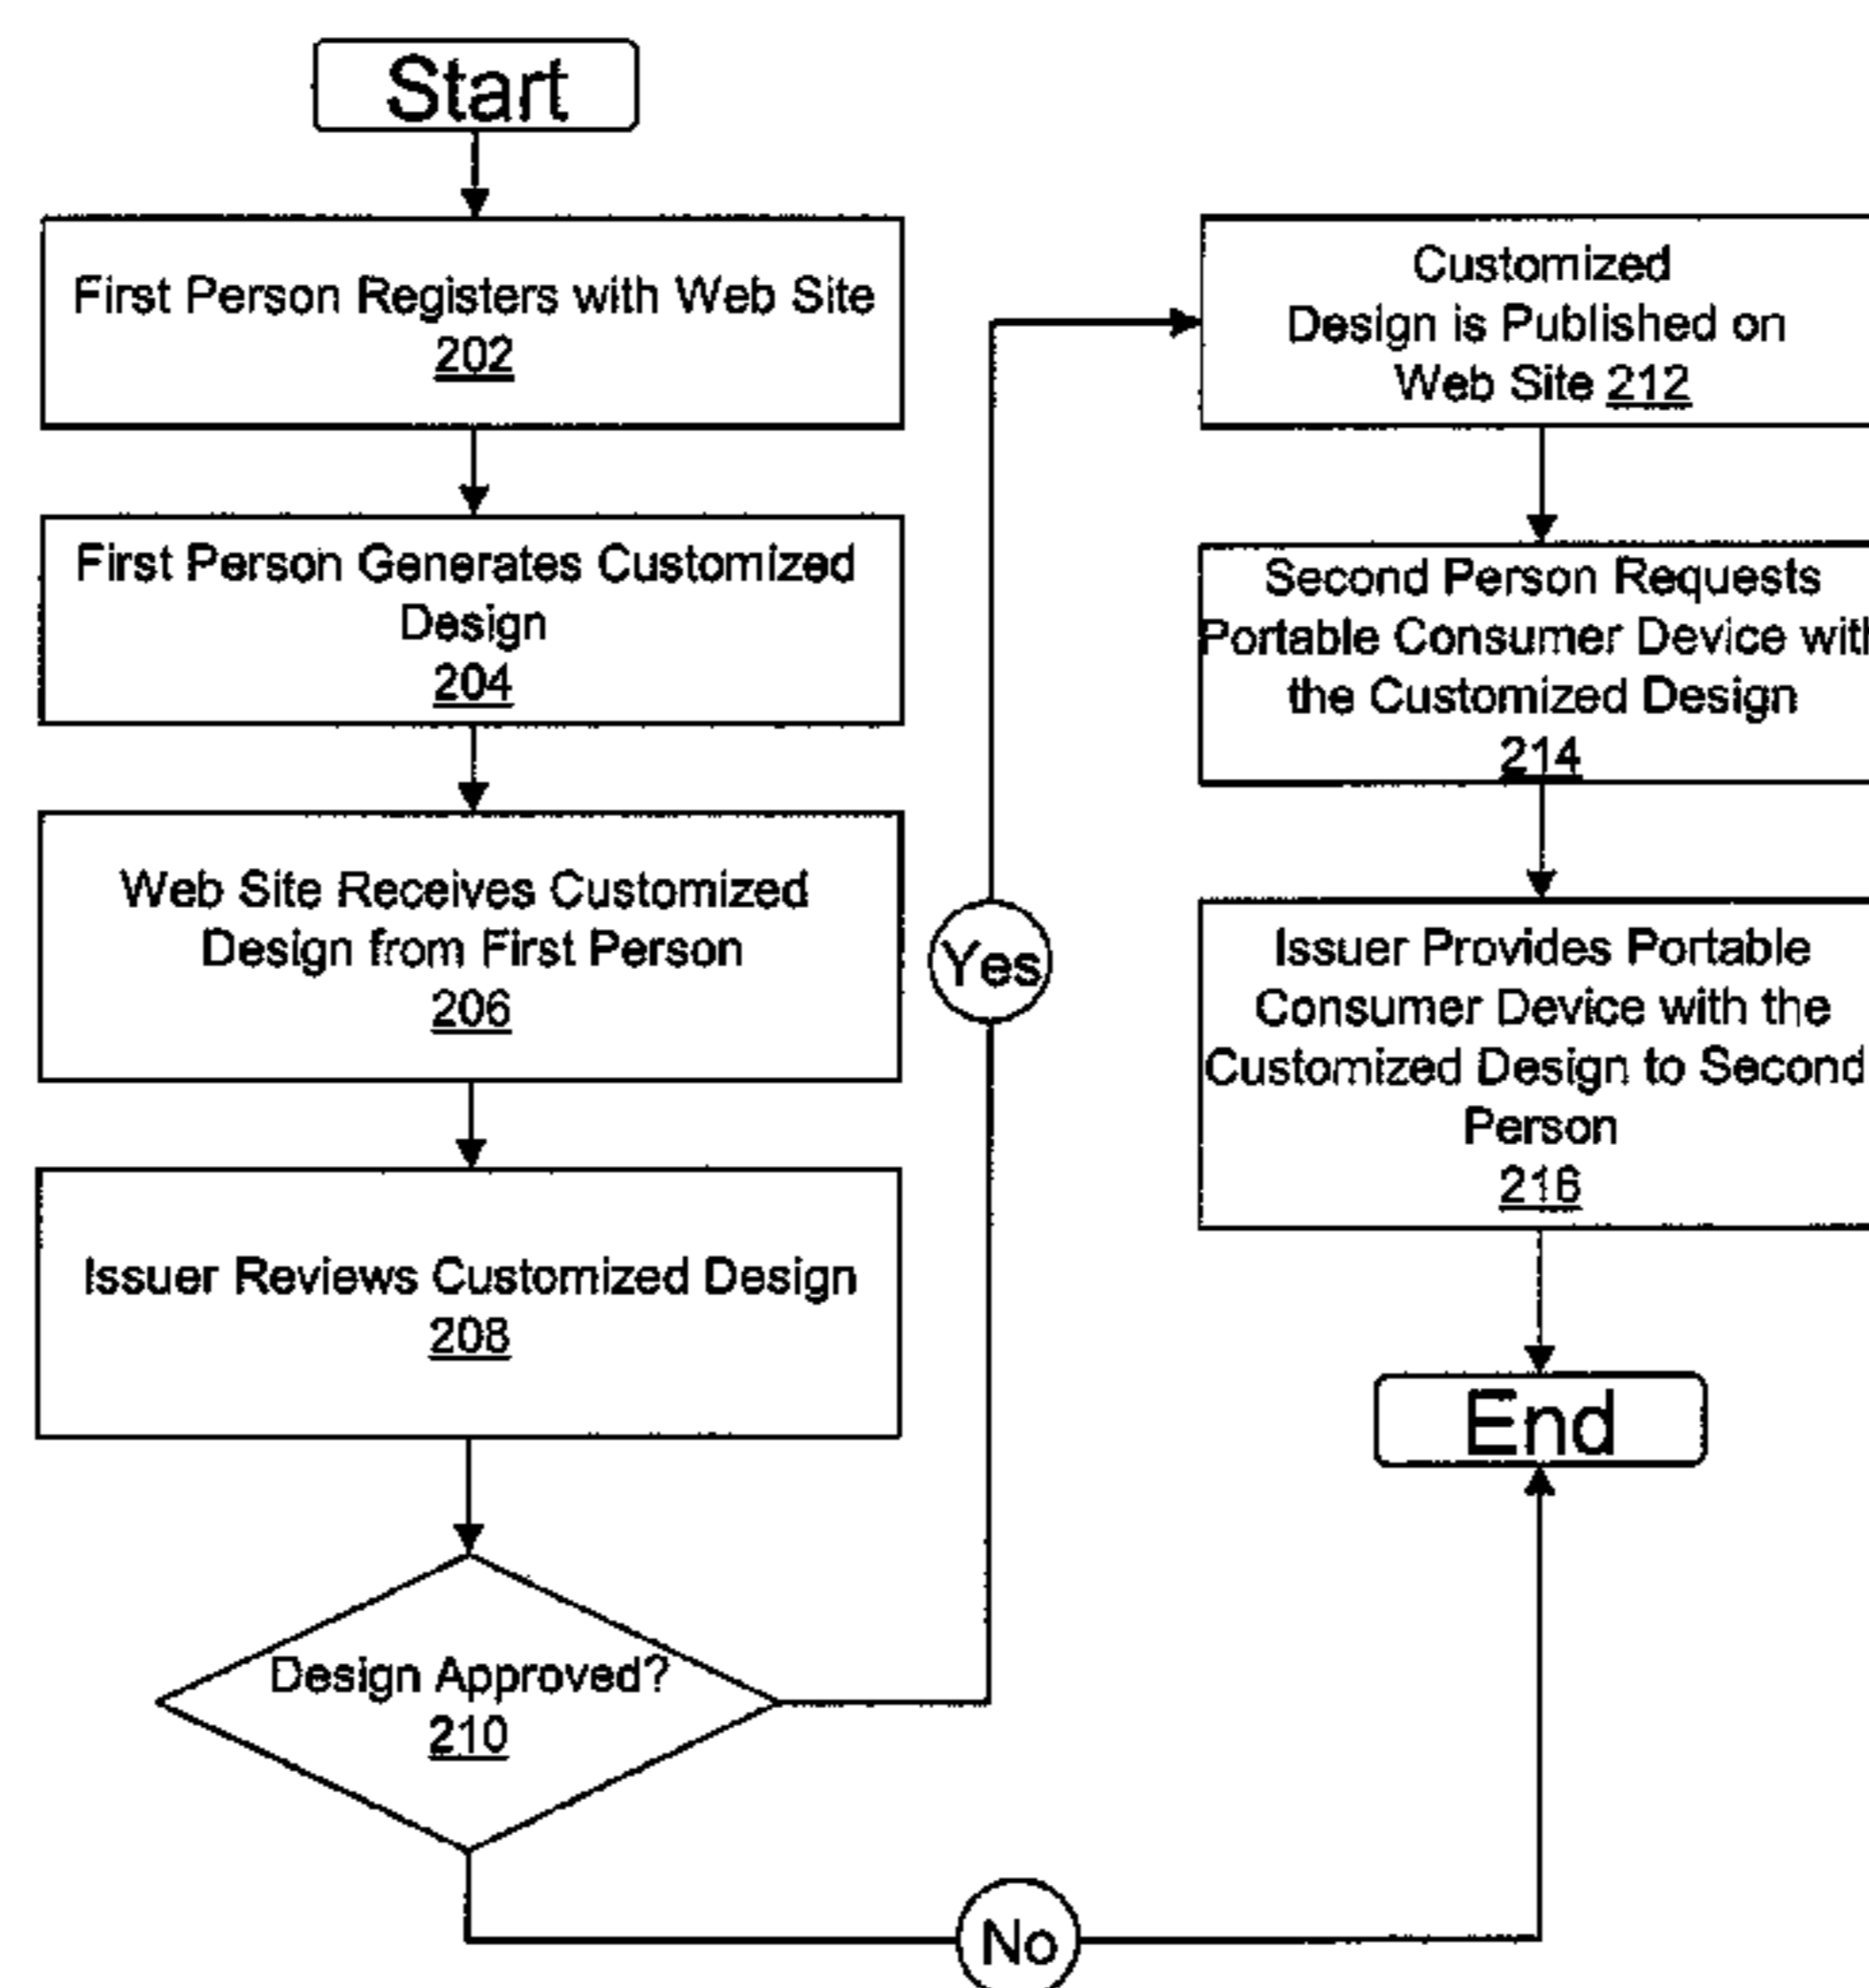 Start
First Person Registers with Web Site
202
First Person Generates Customized
Design
204
Web Site Receives Customized
Design from First Person
206
Issuer Reviews Customized Design
208
Design Approved?
210
Yes
No
Customized
Design is Published on
Web Site 212
Second Person Requests
Portable Consumer Device with
the Customized Design
214
Issuer Provides Portable
Consumer Device with the
Customized Design to Second
Person
216
End